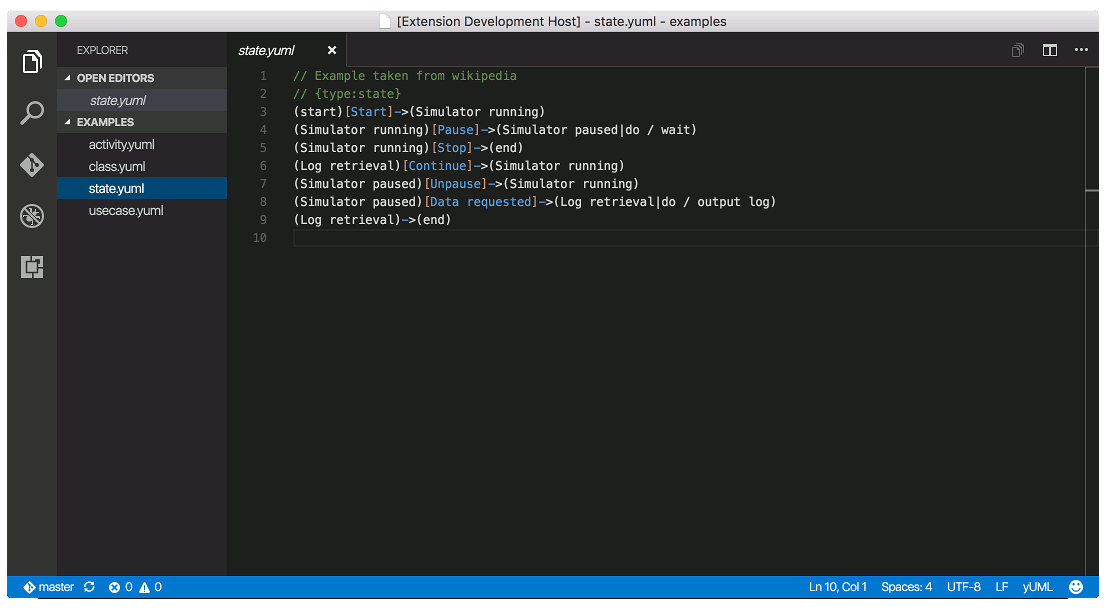 [Extension Development Host] - state.yuml - examples
EXPLORER
OPEN EDITORS
state.yuml
EXAMPLES
activity.yuml
class.yuml
state.yuml
usecase.yuml
state.yuml ×
1 // Example taken from wikipedia
2 // {type:state}
3 (start)[Start]->(Simulator running)
4 (Simulator running)[Pause]->(Simulator paused|do / wait)
5 (Simulator running)[Stop]->(end)
6 (Log retrieval)[Continue]->(Simulator running)
7 (Simulator paused)[Unpause]->(Simulator running)
8 (Simulator paused)[Data requested]->(Log retrieval|do / output log)
9 (Log retrieval)->(end)
10
master 0 0 Ln 10, Col 1 Spaces: 4 UTF-8 LF yUML